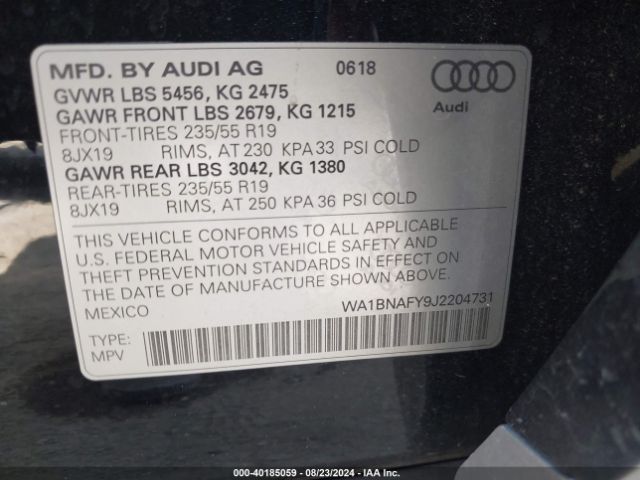 MFD. BY AUDI AG 0618
GVWR LBS 5456, KG 2475
GAWR FRONT LBS 2679, KG 1215
Audi
FRONT-TIRES 235/55 R19
8JX19 RIMS, AT 230 KPA 33 PSI COLD
GAWR REAR LBS 3042, KG 1380
REAR-TIRES 235/55 R19
8JX19 RIMS, AT 250 KPA 36 PSI COLD
THIS VEHICLE CONFORMS TO ALL APPLICABLE
U.S. FEDERAL MOTOR VEHICLE SAFETY AND
THEFT PREVENTION STANDARDS IN EFFECT ON
THE DATE OF MANUFACTURE SHOWN ABOVE.
MEXICO WA1BNAFY9J2204731
TYPE:
MPV
000-40185059 - 08/23/2024 - IAA Inc.